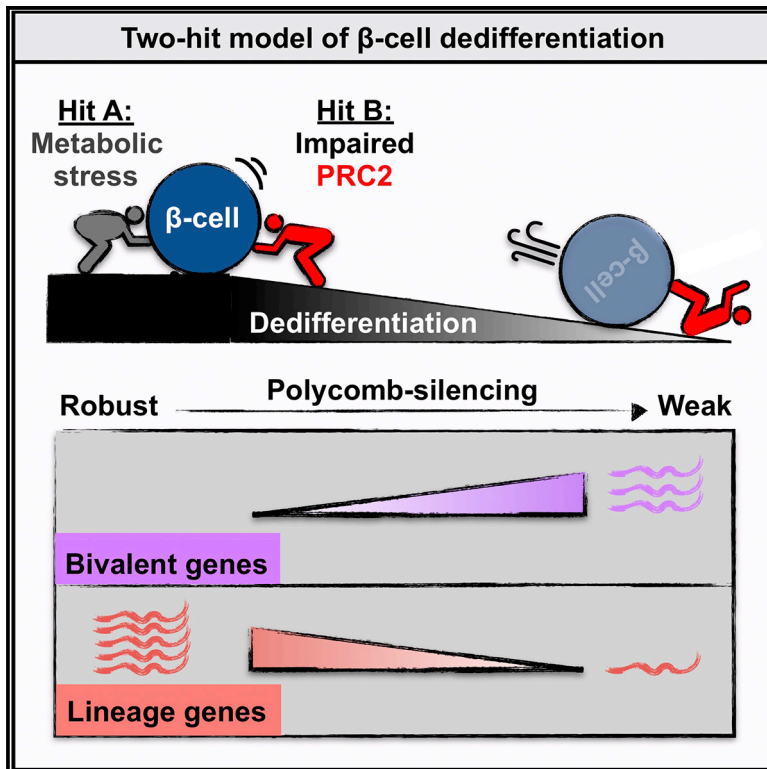 Two-hit model of β-cell dedifferentiation
Hit A:
Metabolic
stress
Hit B:
Impaired
PRC2
β-cell
β-cell
Dedifferentiation
Polycomb-silencing
Robust
Weak
Bivalent genes
Lineage genes